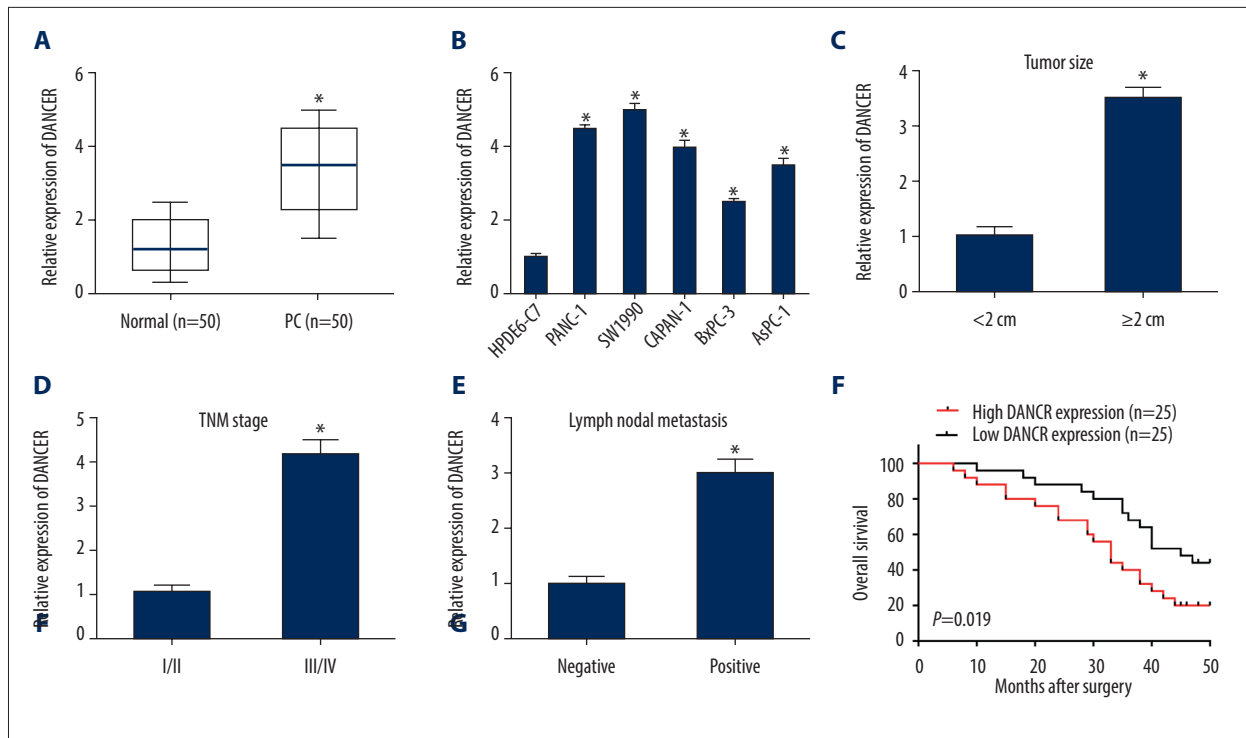 A
Relative expression of DANCER
6
4
2
0
*
Normal (n=50)
PC (n=50)
B
Relative expression of DANCER
6
4
2
0
*
*
*
*
*
HPDE6-C7
PANC-1
SW1990
CAPAN-1
BxPC-3
AsPC-1
C
Tumor size
Relative expression of DANCER
4
3
2
1
0
*
<2 cm
≥2 cm
D
TNM stage
Relative expression of DANCER
5
4
3
2
1
0
*
I/II
III/IV
F
E
Lymph nodal metastasis
Relative expression of DANCER
4
3
2
1
0
*
Negative
Positive
G
F
High DANCR expression (n=25)
Low DANCR expression (n=25)
Overall sirvival
100
80
60
40
20
0
P=0.019
0
10
20
30
40
50
Months after surgery